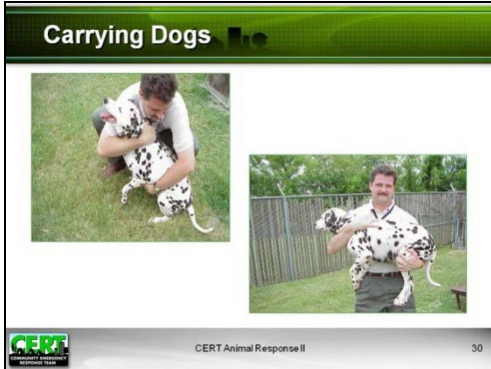 Carrying Dogs
CERT
COMMUNITY EMERGENCY
RESPONSE TEAM
CERT Animal Response II
30